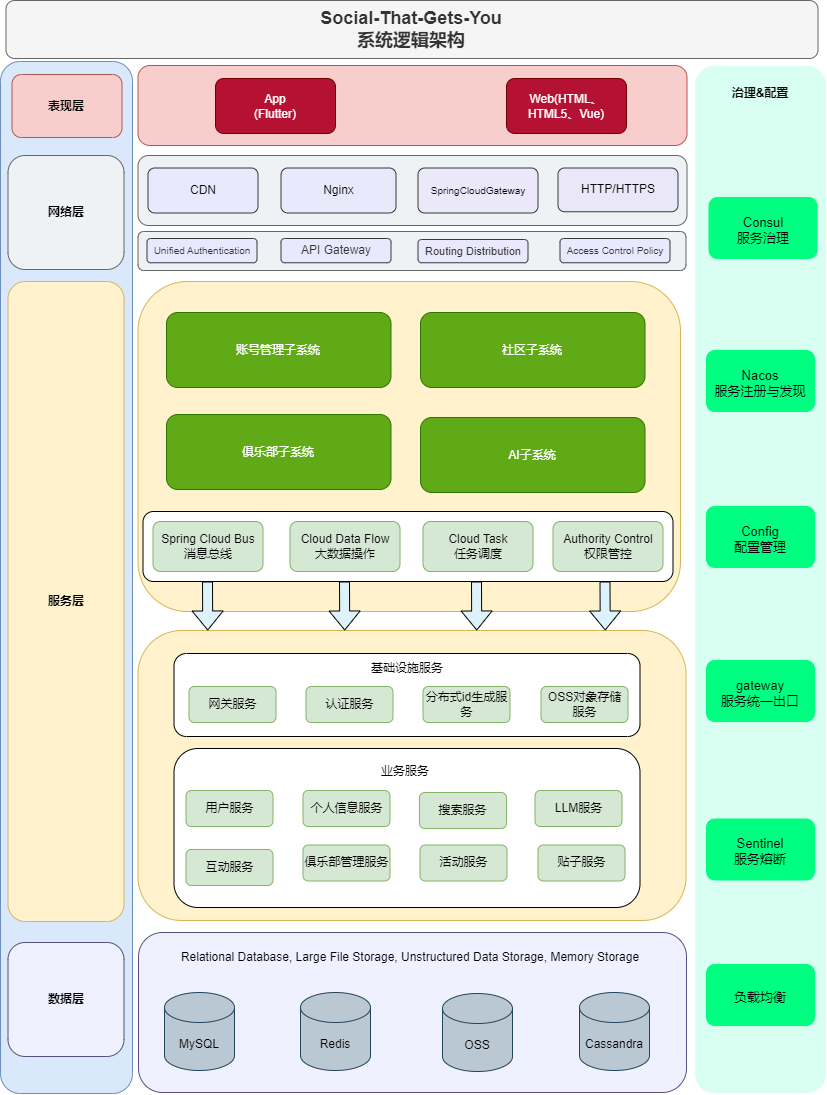 Social-That-Gets-You
系统逻辑架构
表现层
App
(Flutter)
Web(HTML、
HTML5、Vue)
治理&配置
网络层
CDN
Nginx
SpringCloudGateway
HTTP/HTTPS
Unified Authentication
API Gateway
Routing Distribution
Access Control Policy
Consul
服务治理
服务层
账号管理子系统
社区子系统
俱乐部子系统
AI子系统
Nacos
服务注册与发现
Spring Cloud Bus
消息总线
Cloud Data Flow
大数据操作
Cloud Task
任务调度
Authority Control
权限管控
Config
配置管理
基础设施服务
网关服务
认证服务
分布式id生成服
务
OSS对象存储
服务
gateway
服务统一出口
业务服务
用户服务
个人信息服务
搜索服务
LLM服务
互动服务
俱乐部管理服务
活动服务
贴子服务
Sentinel
服务熔断
数据层
Relational Database, Large File Storage, Unstructured Data Storage, Memory Storage
MySQL
Redis
OSS
Cassandra
负载均衡